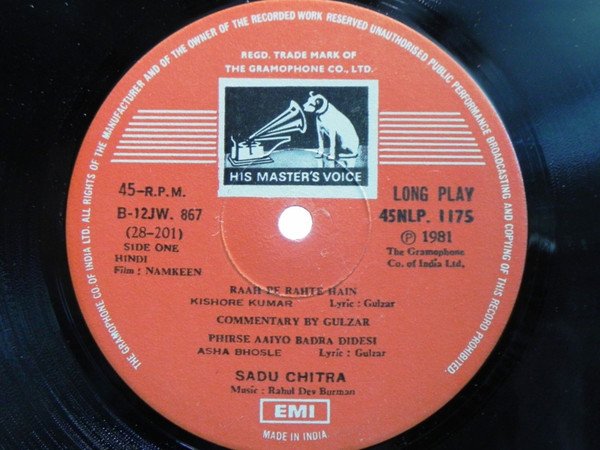 THE GRAMOPHONE CO. OF INDIA LTD. ALL RIGHTS OF THE MANUFACTURER AND OF THE OWNER OF THE RECORDED WORK RESERVED UNAUTHORISED PUBLIC PERFORMANCE BROADCASTING AND COPYING OF THIS RECORD PROHIBITED.
REGD. TRADE MARK OF
THE GRAMOPHONE CO., LTD.
HIS MASTER'S VOICE
45-R.P.M.
B-12JW. 867
(28-201)
SIDE ONE
HINDI
Film : NAMKEEN
LONG PLAY
45NLP. 1175
℗ 1981
The Gramophone
Co. of India Ltd.
RAAH PE RAHTE HAIN
KISHORE KUMAR Lyric : Gulzar
COMMENTARY BY GULZAR
PHIRSE AAIYO BADRA DIDESI
ASHA BHOSLE Lyric : Gulzar
SADU CHITRA
Music : Rahul Dev Burman
EMI
MADE IN INDIA